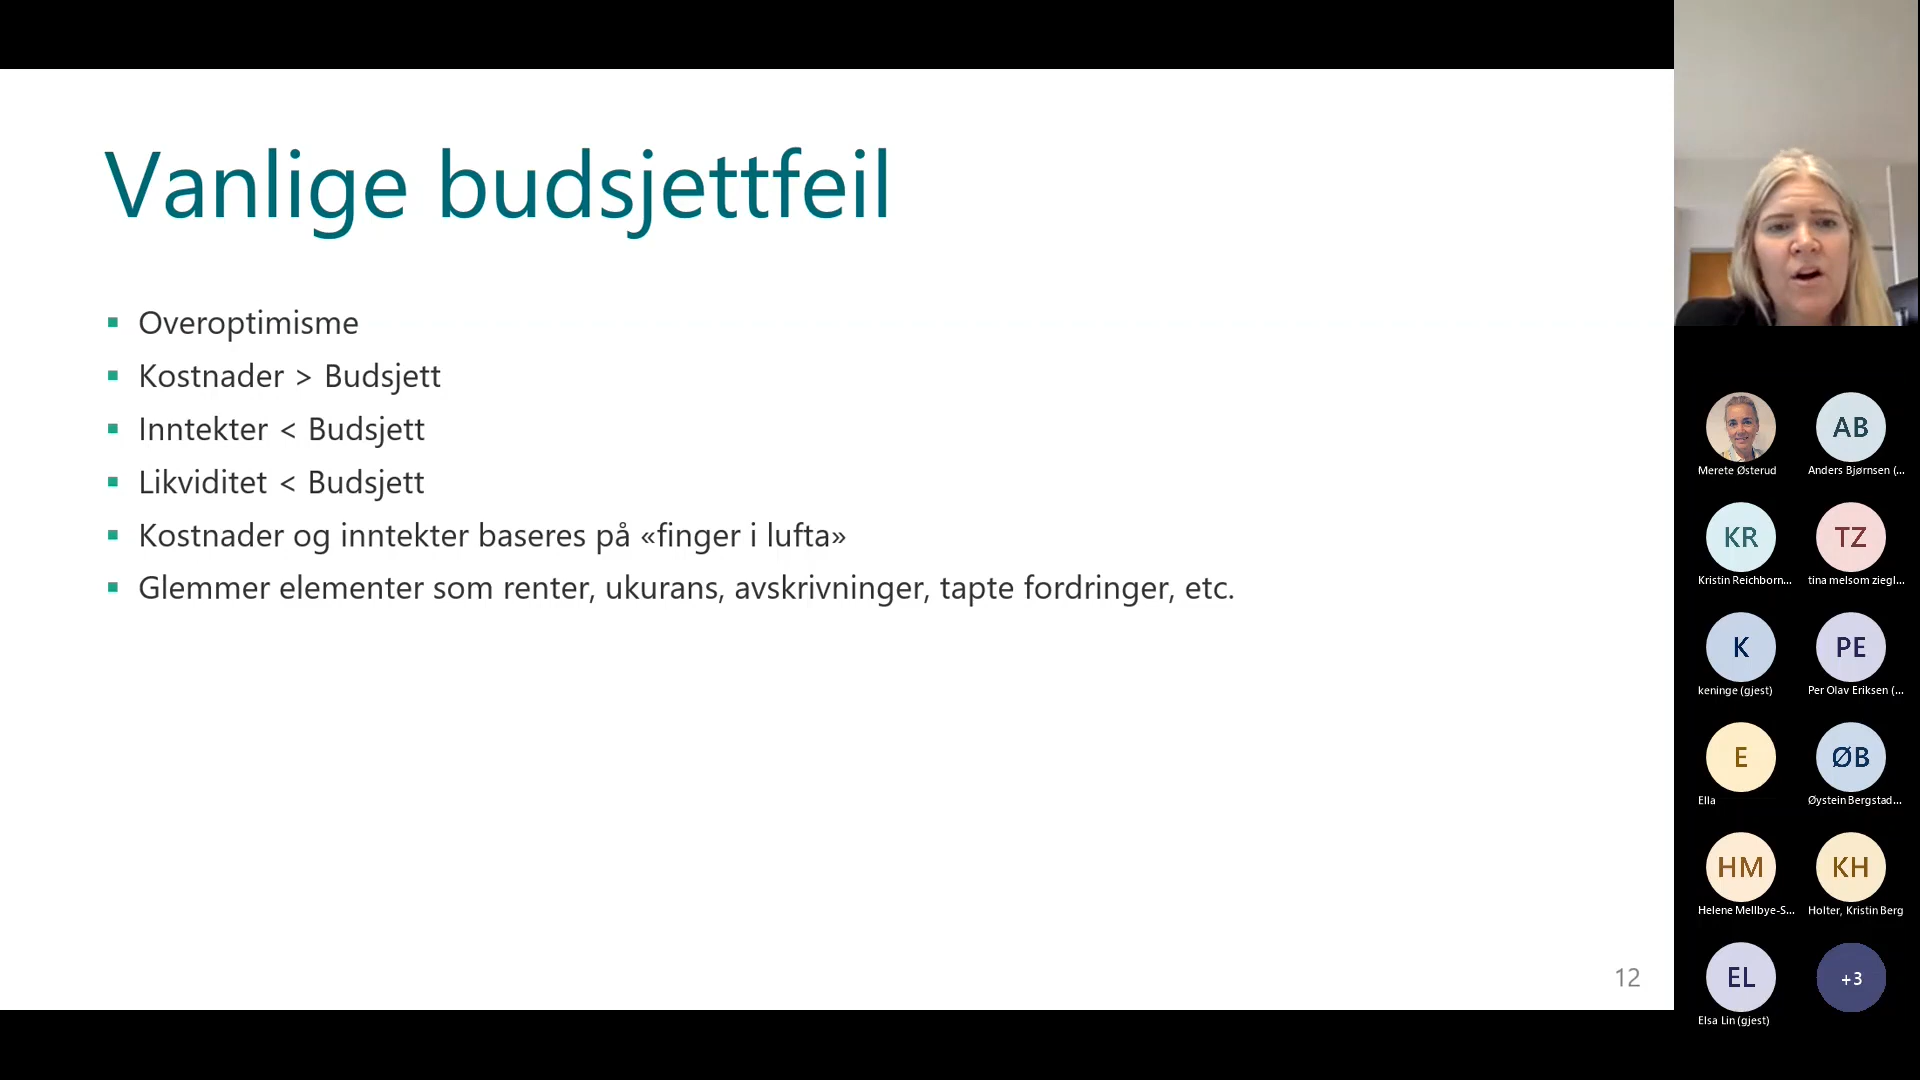 Vanlige budsjettfeil
Overoptimisme
Kostnader > Budsjett
Inntekter < Budsjett
Likviditet < Budsjett
Kostnader og inntekter baseres på «finger i lufta»
Glemmer elementer som renter, ukurans, avskrivninger, tapte fordringer, etc.
12
Merete Østerud
AB
Anders Bjørnsen (...
KR
Kristin Reichborn...
TZ
tina melsom ziegl...
K
keninge (gjest)
PE
Per Olav Eriksen (...
E
Ella
ØB
Øystein Bergstad...
HM
Helene Mellbye-S...
KH
Holter, Kristin Berg
EL
Elsa Lin (gjest)
+3